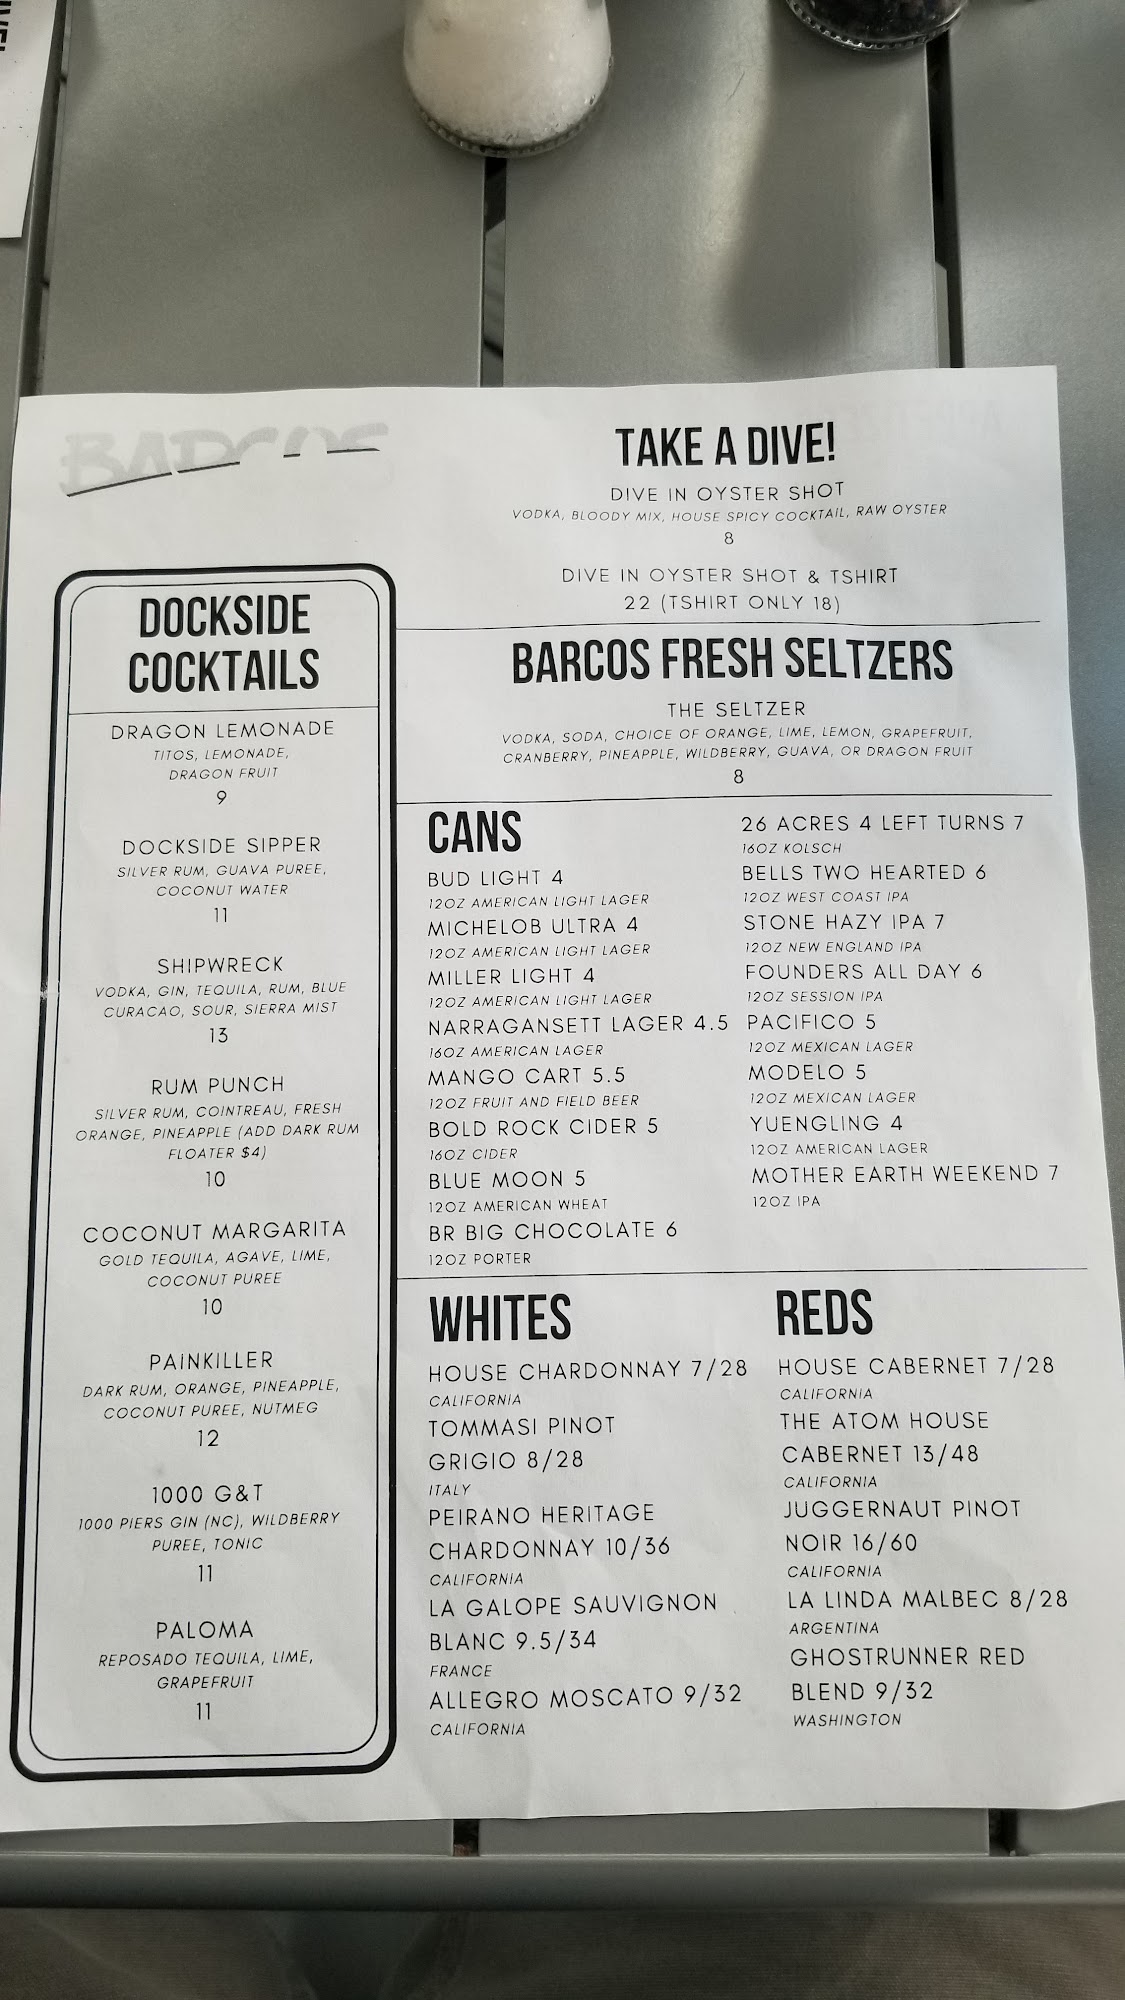 BARCOS
TAKE A DIVE!
DIVE IN OYSTER SHOT
VODKA, BLOODY MIX, HOUSE SPICY COCKTAIL, RAW OYSTER
8
DIVE IN OYSTER SHOT & TSHIRT
22 (TSHIRT ONLY 18)
BARCOS FRESH SELTZERS
THE SELTZER
VODKA, SODA, CHOICE OF ORANGE, LIME, LEMON, GRAPEFRUIT,
CRANBERRY, PINEAPPLE, WILDBERRY, GUAVA, OR DRAGON FRUIT
8
DOCKSIDE
COCKTAILS
DRAGON LEMONADE
TITOS, LEMONADE,
DRAGON FRUIT
9
DOCKSIDE SIPPER
SILVER RUM, GUAVA PUREE,
COCONUT WATER
11
SHIPWRECK
VODKA, GIN, TEQUILA, RUM, BLUE
CURACAO, SOUR, SIERRA MIST
13
RUM PUNCH
SILVER RUM, COINTREAU, FRESH
ORANGE, PINEAPPLE (ADD DARK RUM
FLOATER $4)
10
COCONUT MARGARITA
GOLD TEQUILA, AGAVE, LIME,
COCONUT PUREE
10
PAINKILLER
DARK RUM, ORANGE, PINEAPPLE,
COCONUT PUREE, NUTMEG
12
1000 G&T
1000 PIERS GIN (NC), WILDBERRY
PUREE, TONIC
11
PALOMA
REPOSADO TEQUILA, LIME,
GRAPEFRUIT
11
CANS
BUD LIGHT 4
12OZ AMERICAN LIGHT LAGER
MICHELOB ULTRA 4
12OZ AMERICAN LIGHT LAGER
MILLER LIGHT 4
12OZ AMERICAN LIGHT LAGER
NARRAGANSETT LAGER 4.5
16OZ AMERICAN LAGER
MANGO CART 5.5
12OZ FRUIT AND FIELD BEER
BOLD ROCK CIDER 5
16OZ CIDER
BLUE MOON 5
12OZ AMERICAN WHEAT
BR BIG CHOCOLATE 6
12OZ PORTER
26 ACRES 4 LEFT TURNS 7
16OZ KOLSCH
BELLS TWO HEARTED 6
12OZ WEST COAST IPA
STONE HAZY IPA 7
12OZ NEW ENGLAND IPA
FOUNDERS ALL DAY 6
12OZ SESSION IPA
PACIFICO 5
12OZ MEXICAN LAGER
MODELO 5
12OZ MEXICAN LAGER
YUENGLING 4
12OZ AMERICAN LAGER
MOTHER EARTH WEEKEND 7
12OZ IPA
WHITES
HOUSE CHARDONNAY 7/28
CALIFORNIA
TOMMASI PINOT
GRIGIO 8/28
ITALY
PEIRANO HERITAGE
CHARDONNAY 10/36
CALIFORNIA
LA GALOPE SAUVIGNON
BLANC 9.5/34
FRANCE
ALLEGRO MOSCATO 9/32
CALIFORNIA
REDS
HOUSE CABERNET 7/28
CALIFORNIA
THE ATOM HOUSE
CABERNET 13/48
CALIFORNIA
JUGGERNAUT PINOT
NOIR 16/60
CALIFORNIA
LA LINDA MALBEC 8/28
ARGENTINA
GHOSTRUNNER RED
BLEND 9/32
WASHINGTON